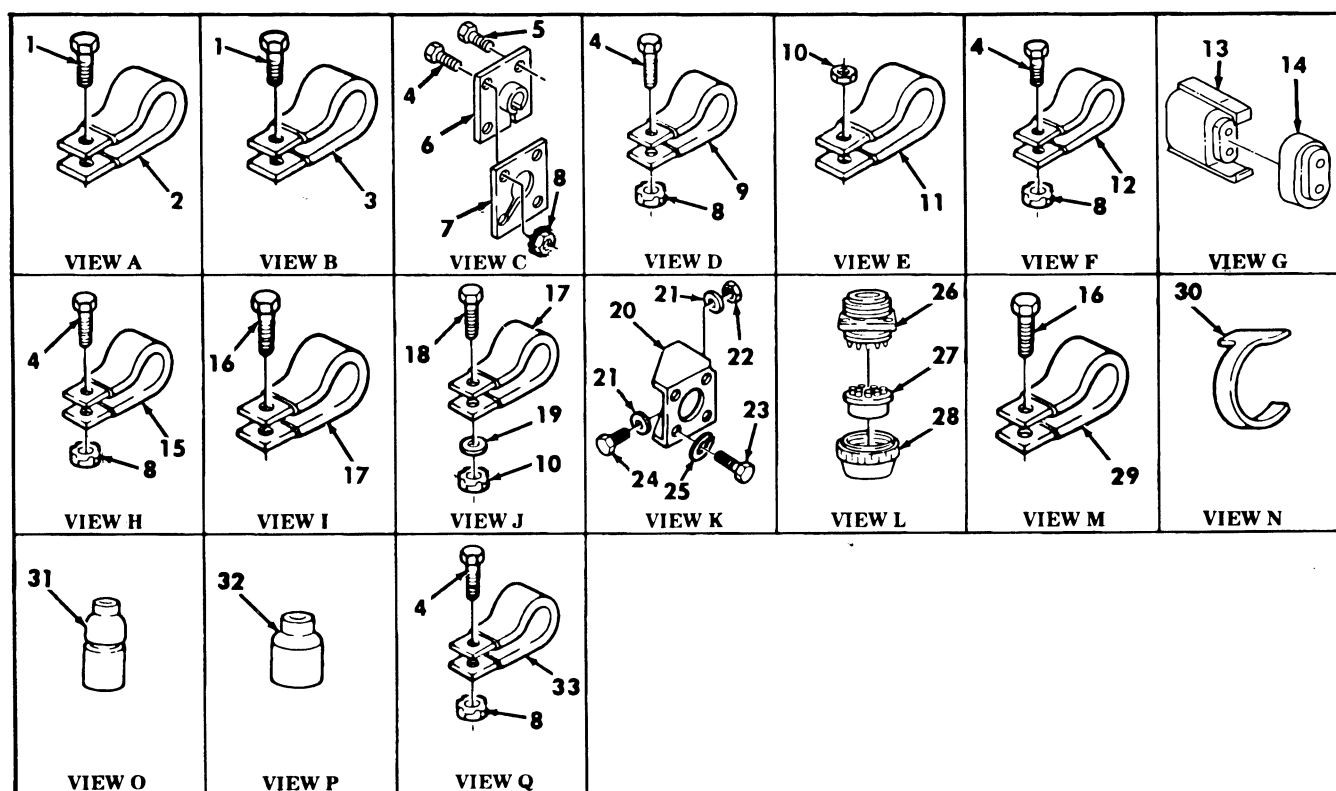 1
2
VIEW A
1
3
VIEW B
5
4
6
7
8
VIEW C
4
9
8
VIEW D
10
11
VIEW E
4
12
8
VIEW F
13
14
VIEW G
4
15
8
VIEW H
16
17
VIEW I
17
18
19
10
VIEW J
21
20
22
21
23
24
25
VIEW K
26
27
28
VIEW L
16
29
VIEW M
30
VIEW N
31
VIEW O
32
VIEW P
4
33
8
VIEW Q